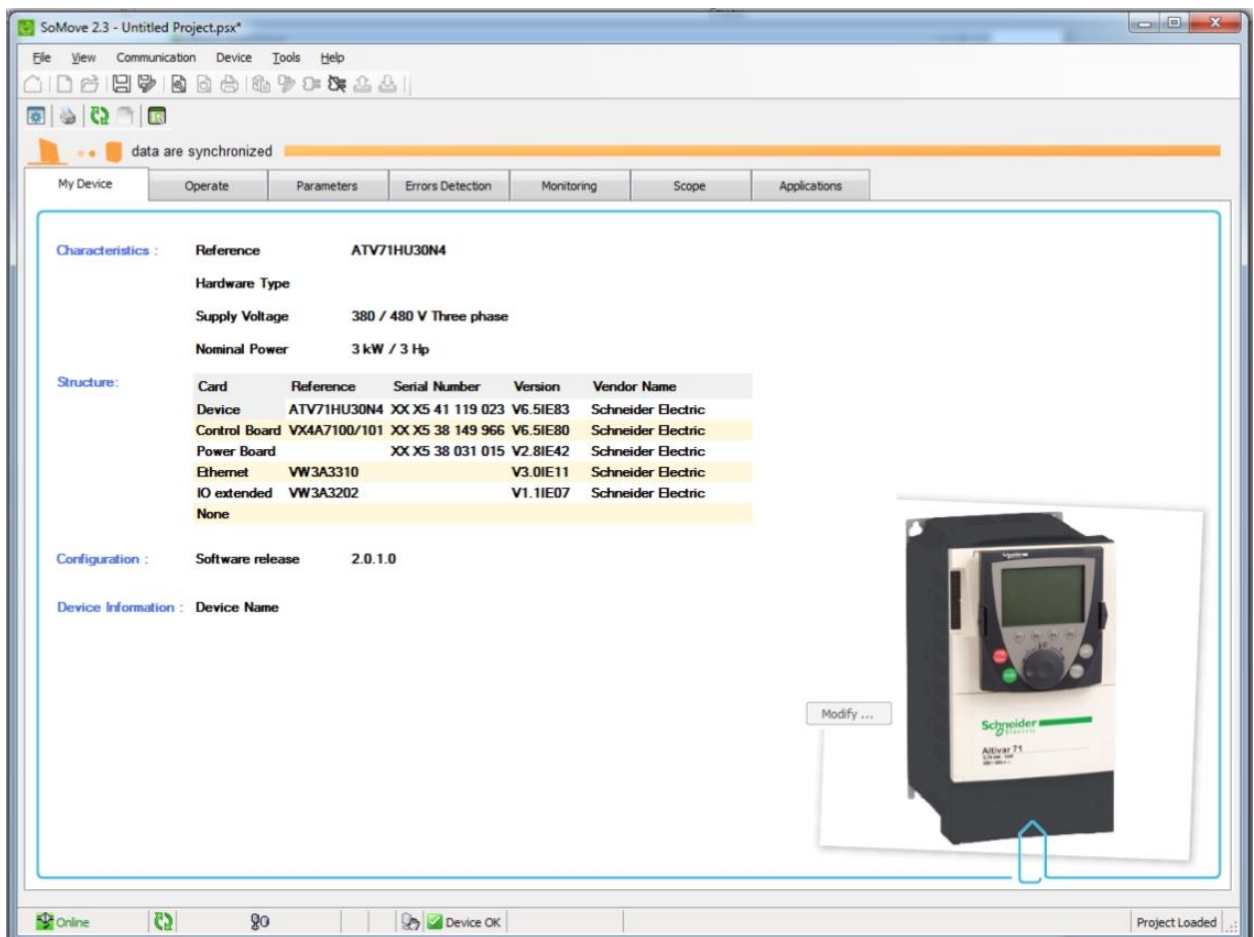 SoMove 2.3 - Untitled Project.psx*
File View Communication Device Tools Help
data are synchronized
My Device Operate Parameters Errors Detection Monitoring Scope Applications
Characteristics : Reference ATV71HU30N4
Hardware Type
Supply Voltage 380 / 480 V Three phase
Nominal Power 3 kW / 3 Hp
Structure: Card Reference Serial Number Version Vendor Name
Device ATV71HU30N4 XX X5 41 119 023 V6.5IE83 Schneider Electric
Control Board VX4A7100/101 XX X5 38 149 966 V6.5IE80 Schneider Electric
Power Board XX X5 38 031 015 V2.8IE42 Schneider Electric
Ethernet VW3A3310 V3.0IE11 Schneider Electric
IO extended VW3A3202 V1.1IE07 Schneider Electric
None
Configuration : Software release 2.0.1.0
Device Information : Device Name
Modify ...
Schneider
Electric
Altivar 71
Online Device OK Project Loaded